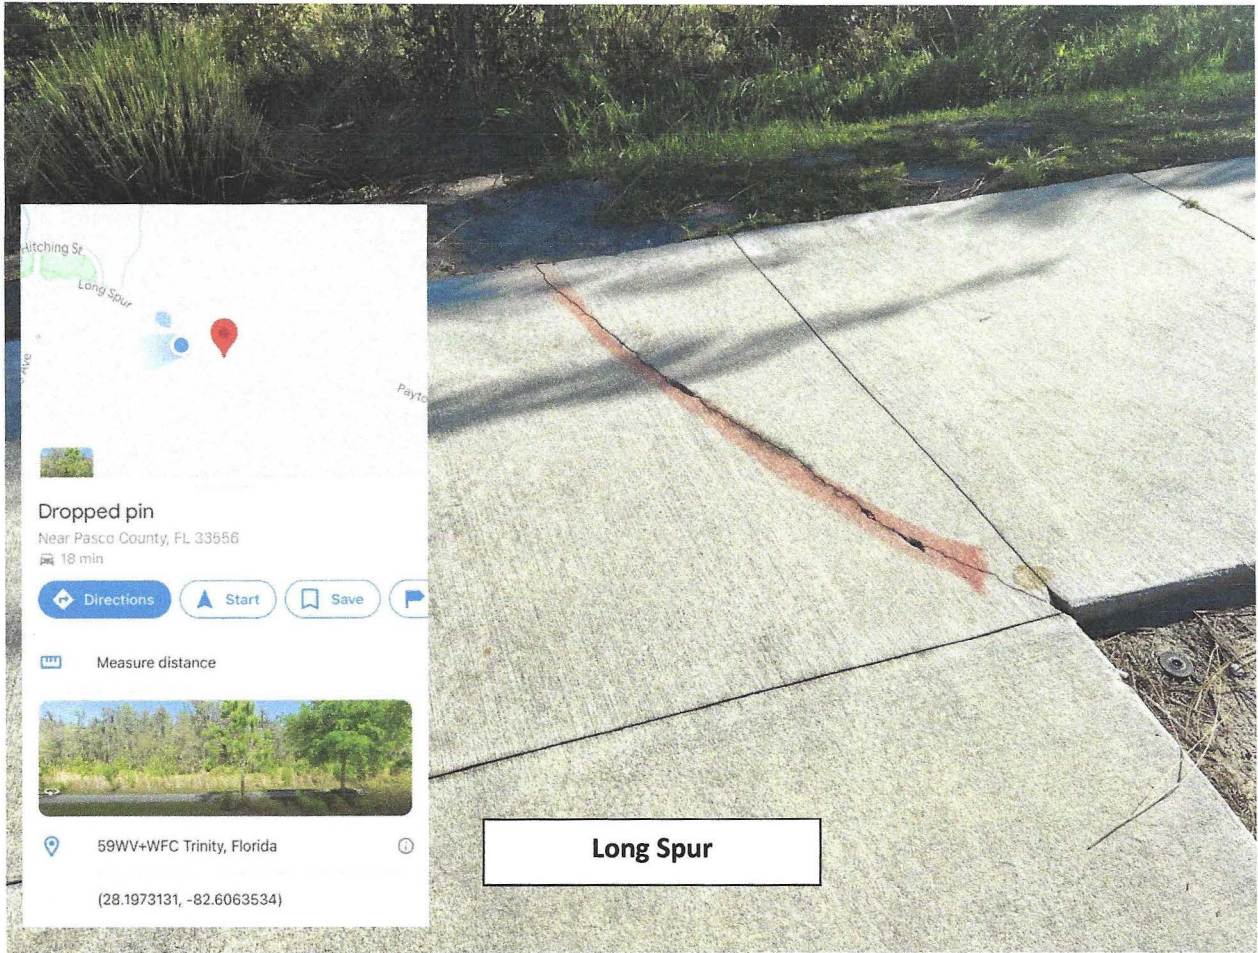 Long Spur
Dropped pin
Near Pasco County, FL 33556
18 min
Directions
Start
Save
Measure distance
59WV+WFC Trinity, Florida
(28.1973131, -82.6063534)
Long Spur